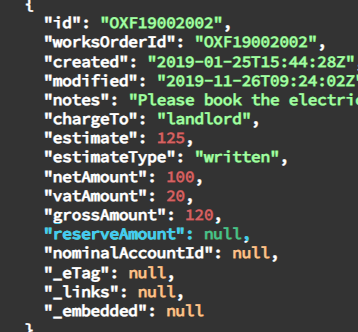 {
"id": "OXF19002002",
"worksOrderId": "OXF19002002",
"created": "2019-01-25T15:44:28Z",
"modified": "2019-11-26T09:24:02Z"
"notes": "Please book the electri
"chargeTo": "landlord",
"estimate": 125,
"estimateType": "written",
"netAmount": 100,
"vatAmount": 20,
"grossAmount": 120,
"reserveAmount": null,
"nominalAccountId": null,
"_eTag": null,
"_links": null,
"_embedded": null
}